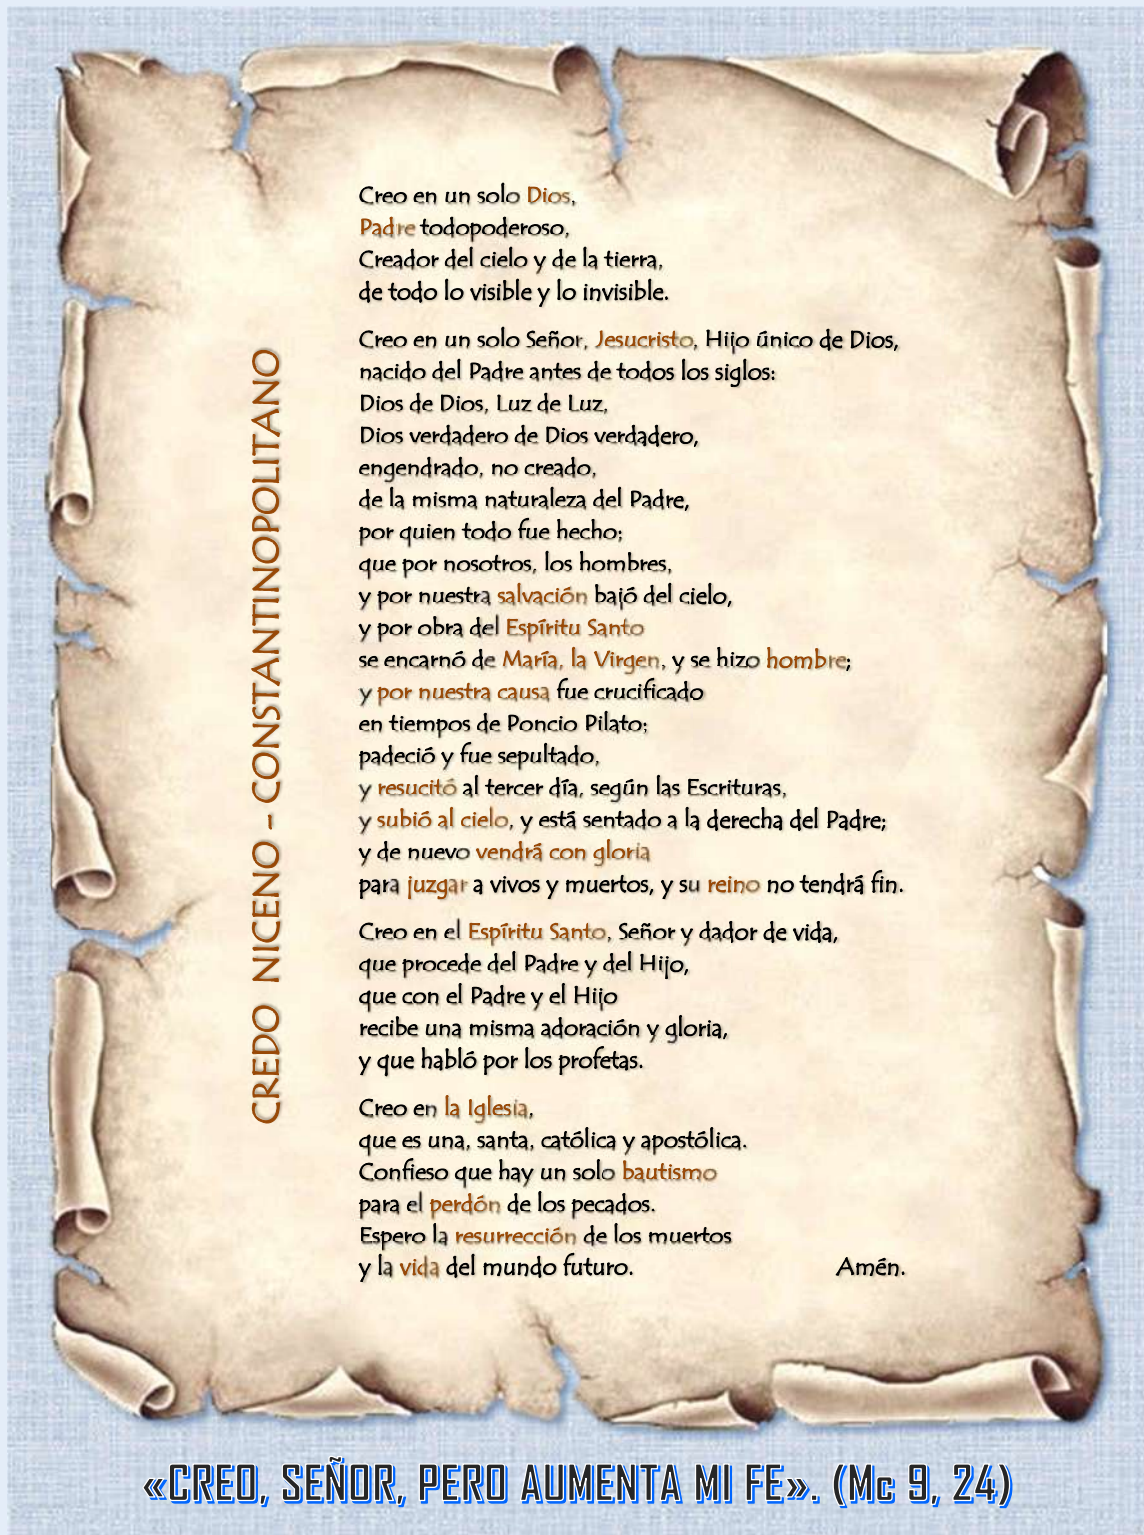 CREDO NICENO – CONSTANTINOPOLITANO
Creo en un solo Dios,
Padre todopoderoso,
Creador del cielo y de la tierra,
de todo lo visible y lo invisible.
Creo en un solo Señor, Jesucristo, Hijo único de Dios,
nacido del Padre antes de todos los siglos:
Dios de Dios, Luz de Luz,
Dios verdadero de Dios verdadero,
engendrado, no creado,
de la misma naturaleza del Padre,
por quien todo fue hecho;
que por nosotros, los hombres,
y por nuestra salvación bajó del cielo,
y por obra del Espíritu Santo
se encarnó de María, la Virgen, y se hizo hombre;
y por nuestra causa fue crucificado
en tiempos de Poncio Pilato;
padeció y fue sepultado,
y resucitó al tercer día, según las Escrituras,
y subió al cielo, y está sentado a la derecha del Padre;
y de nuevo vendrá con gloria
para juzgar a vivos y muertos, y su reino no tendrá fin.
Creo en el Espíritu Santo, Señor y dador de vida,
que procede del Padre y del Hijo,
que con el Padre y el Hijo
recibe una misma adoración y gloria,
y que habló por los profetas.
Creo en la Iglesia,
que es una, santa, católica y apostólica.
Confieso que hay un solo bautismo
para el perdón de los pecados.
Espero la resurrección de los muertos
y la vida del mundo futuro. Amén.
«CREO, SEÑOR, PERO AUMENTA MI FE». (Mc 9, 24)